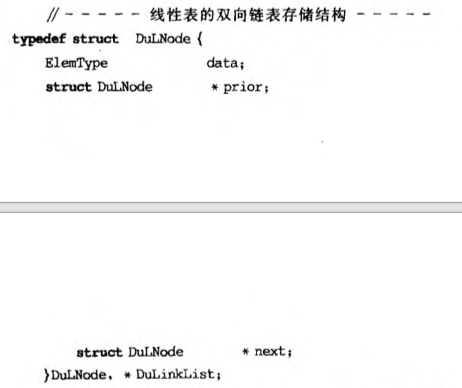 //－－－－－ 线性表的双向链表存储结构 －－－－－
typedef struct DuLNode {
ElemType data;
struct DuLNode * prior;
struct DuLNode * next;
}DuLNode, * DuLinkList;